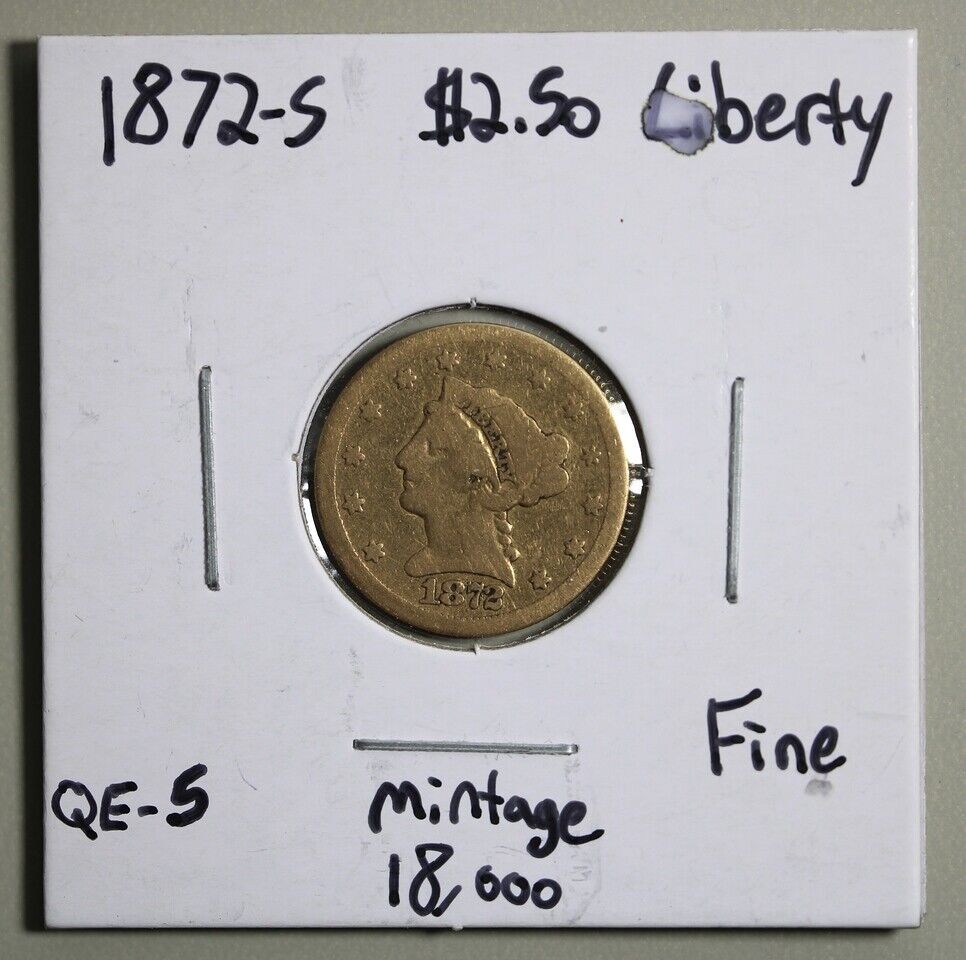 1872-S $2.50 Liberty
LIBERTY
1872
Fine
QE-5
mintage
18,000